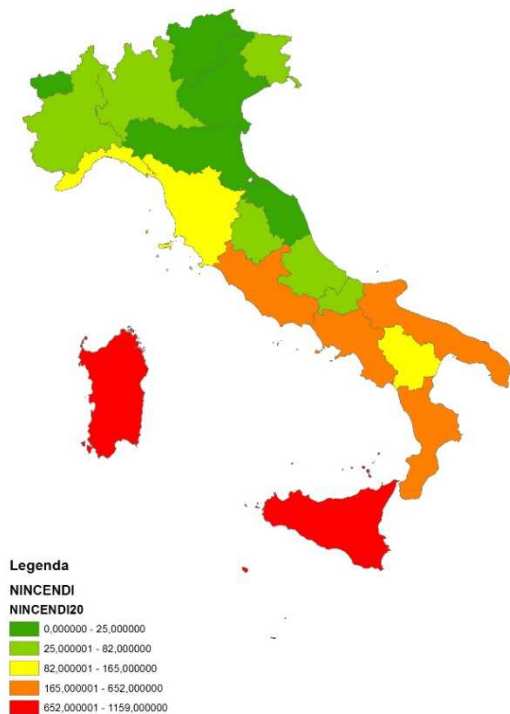 Legenda
NINCENDI
NINCENDI20
0,000000 - 25,000000
25,000001 - 82,000000
82,000001 - 165,000000
165,000001 - 652,000000
652,000001 - 1159,000000